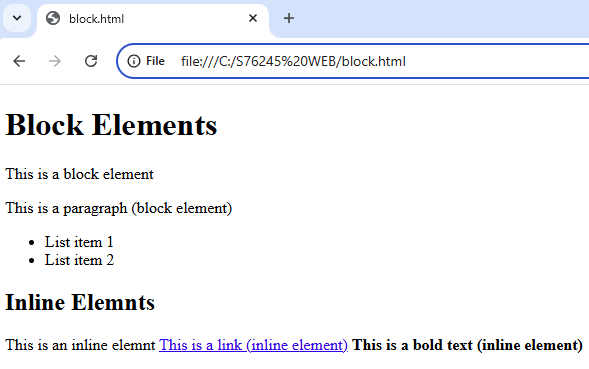 block.html
File file:///C:/S76245%20WEB/block.html
Block Elements
This is a block element
This is a paragraph (block element)
• List item 1
• List item 2
Inline Elemnts
This is an inline elemnt This is a link (inline element) This is a bold text (inline element)